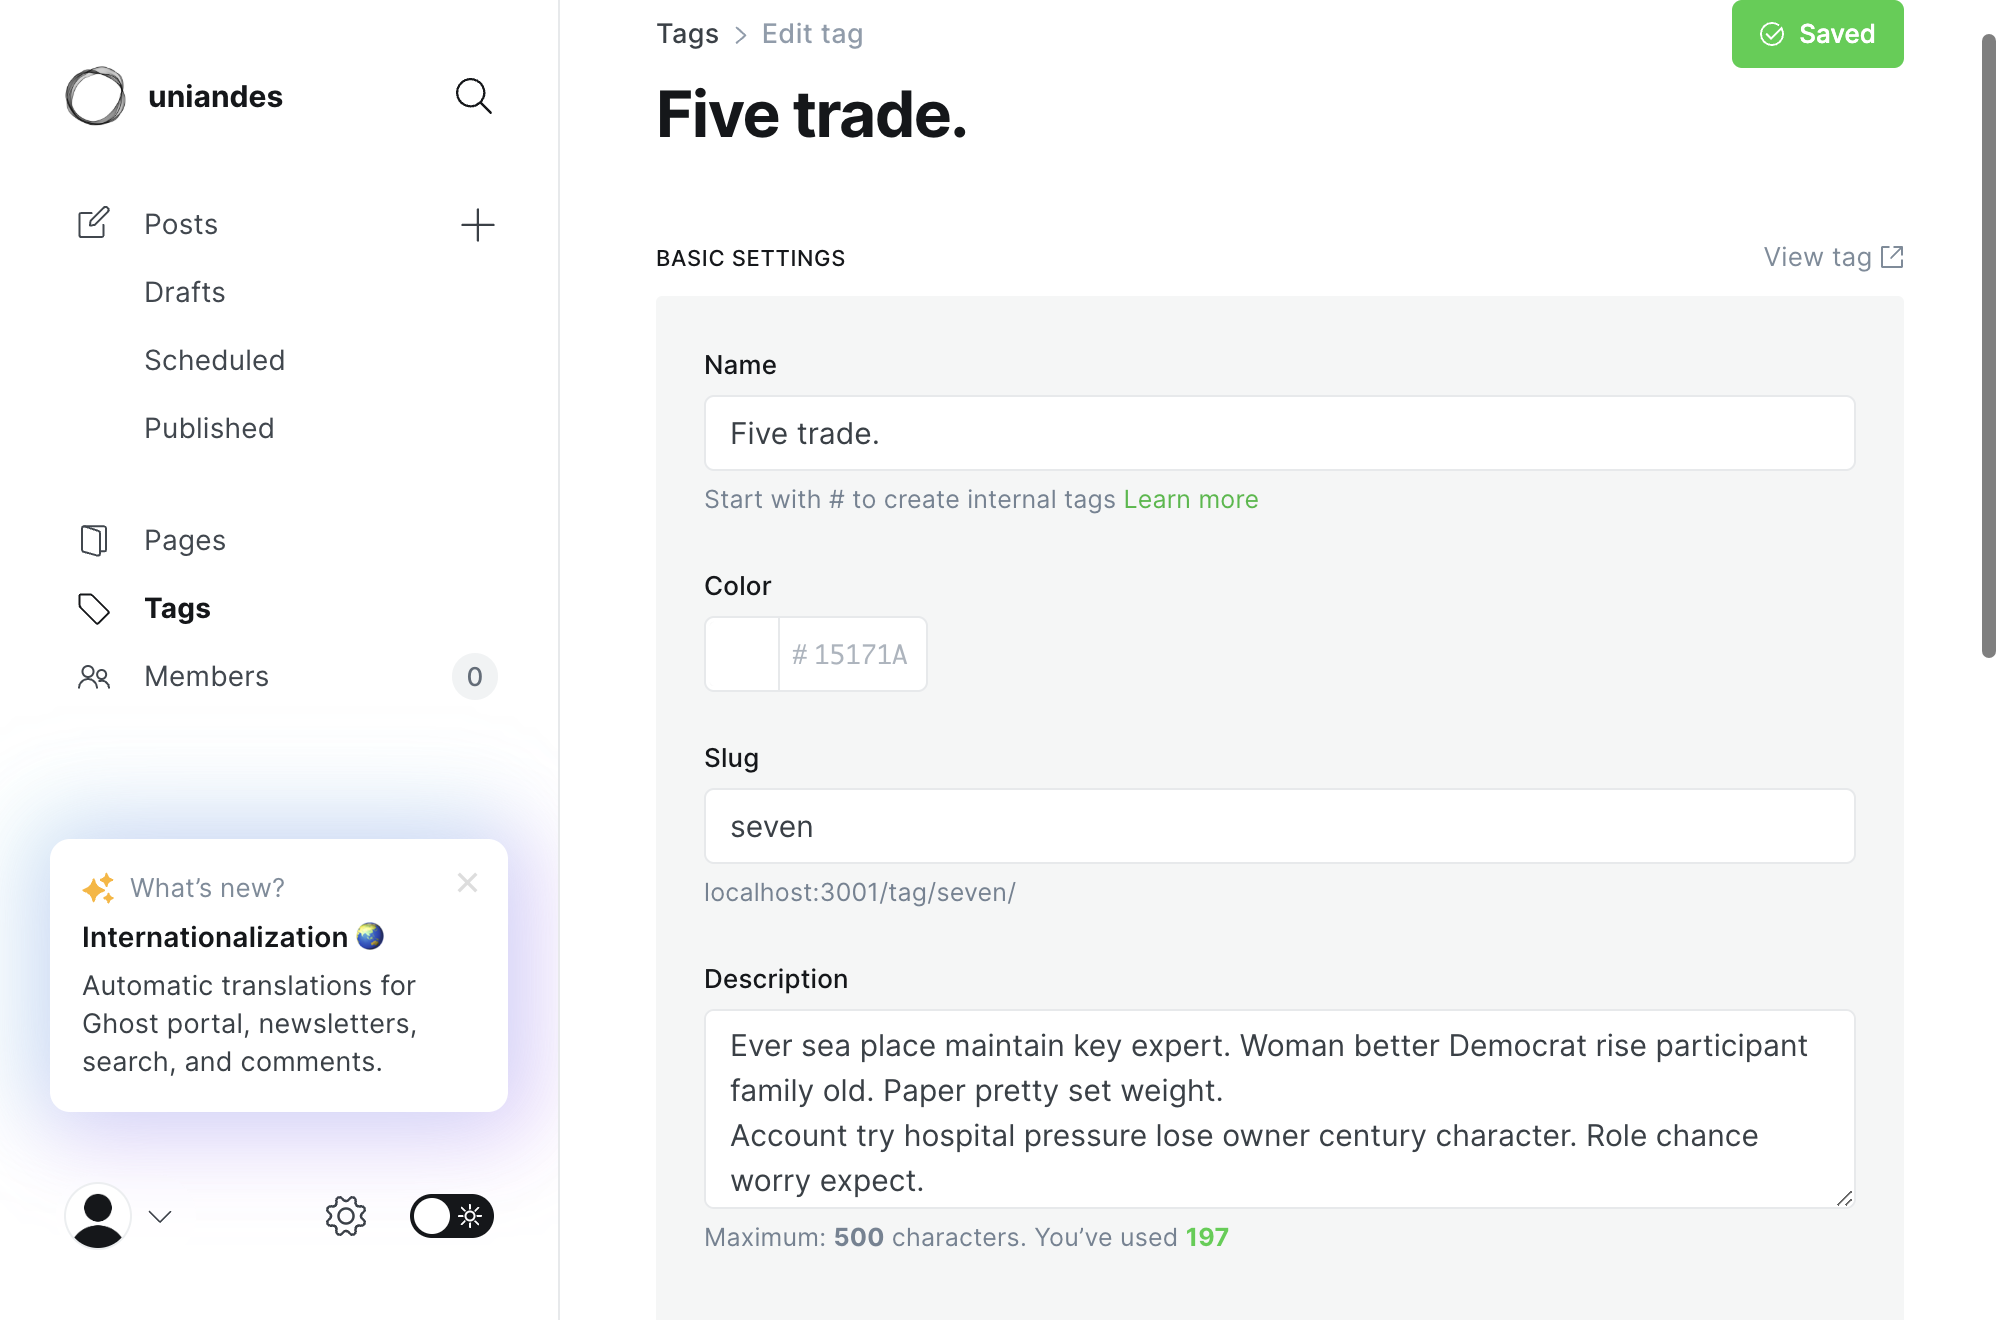 uniandes
Posts
Drafts
Scheduled
Published
Pages
Tags
Members
0
What’s new?
Internationalization
Automatic translations for
Ghost portal, newsletters,
search, and comments.
Tags > Edit tag
Saved
Five trade.
BASIC SETTINGS
View tag
Name
Five trade.
Start with # to create internal tags Learn more
Color
# 15171A
Slug
seven
localhost:3001/tag/seven/
Description
Ever sea place maintain key expert. Woman better Democrat rise participant
family old. Paper pretty set weight.
Account try hospital pressure lose owner century character. Role chance
worry expect.
Maximum: 500 characters. You’ve used 197